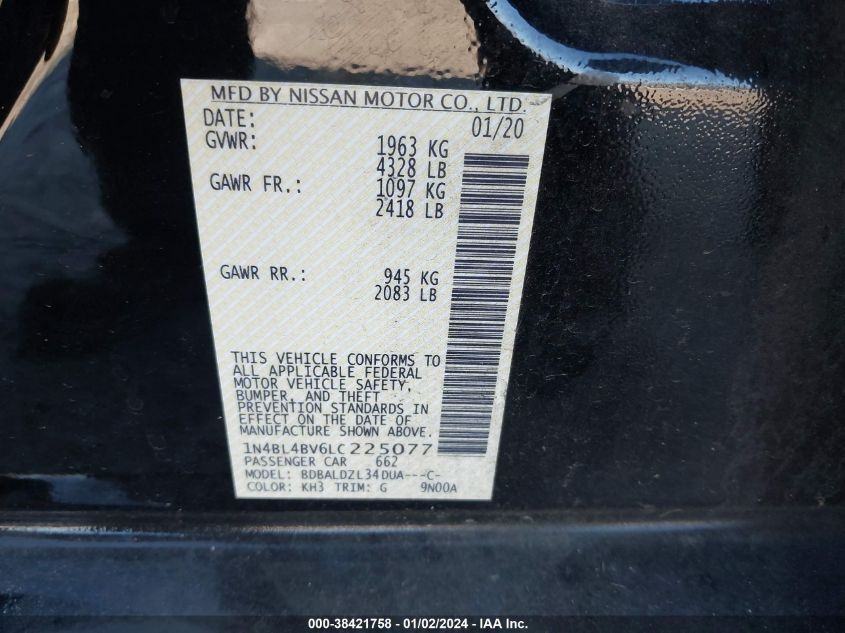 MFD BY NISSAN MOTOR CO., LTD.
DATE: 01/20
GVWR: 1963 KG
4328 LB
GAWR FR.: 1097 KG
2418 LB
GAWR RR.: 945 KG
2083 LB
THIS VEHICLE CONFORMS TO
ALL APPLICABLE FEDERAL
MOTOR VEHICLE SAFETY,
BUMPER, AND THEFT
PREVENTION STANDARDS IN
EFFECT ON THE DATE OF
MANUFACTURE SHOWN ABOVE.
1N4BL4BV6LC225077
PASSENGER CAR 662
MODEL: BDBALDZL34DUA---C-
COLOR: KH3 TRIM: G 9N00A
000-38421758 - 01/02/2024 - IAA Inc.